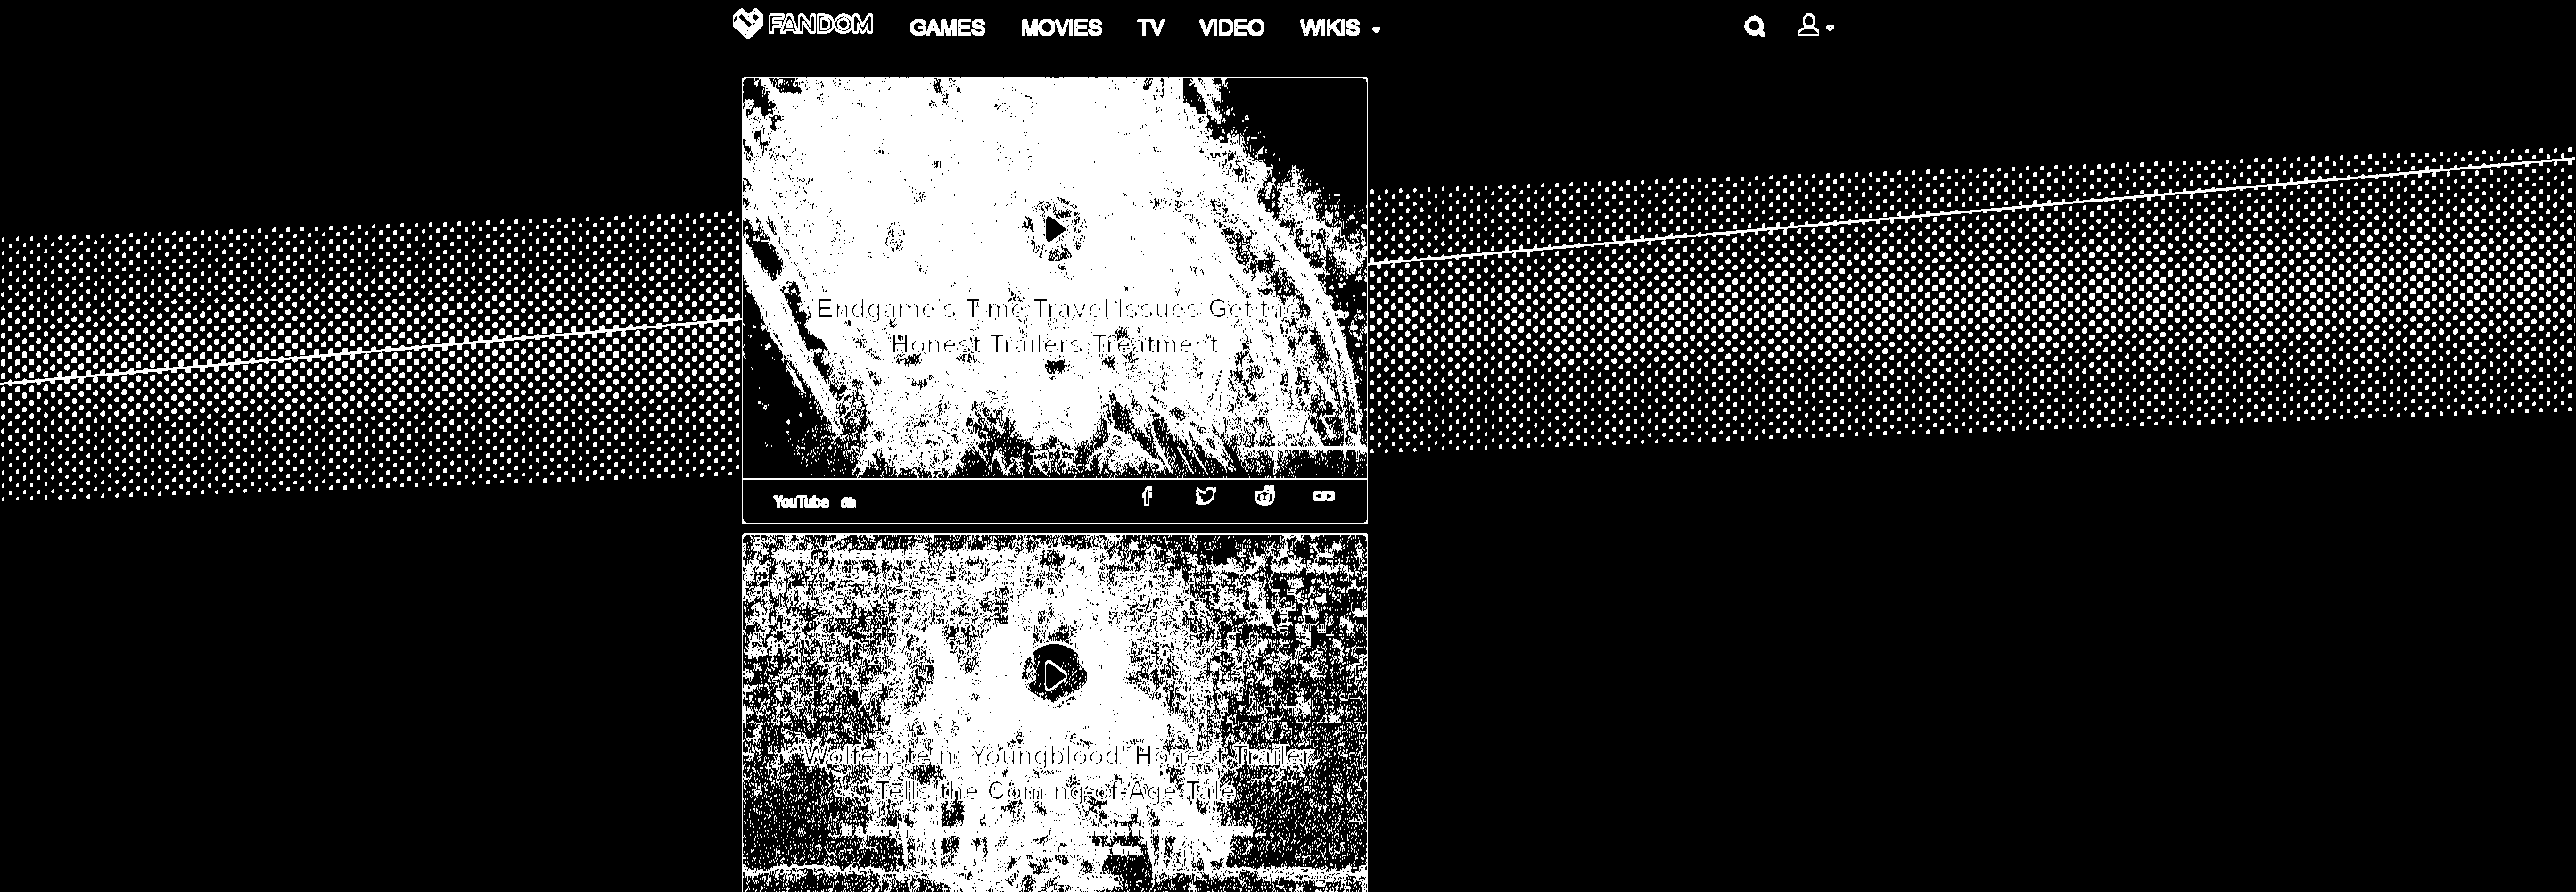 FANDOM GAMES MOVIES TV VIDEO WIKIS
Endgame's Time Travel Issues Get the
Honest Trailers Treatment
YouTube 6h
'Wolfenstein: Youngblood' Honest Trailer
Tells the Coming-of-Age Tale